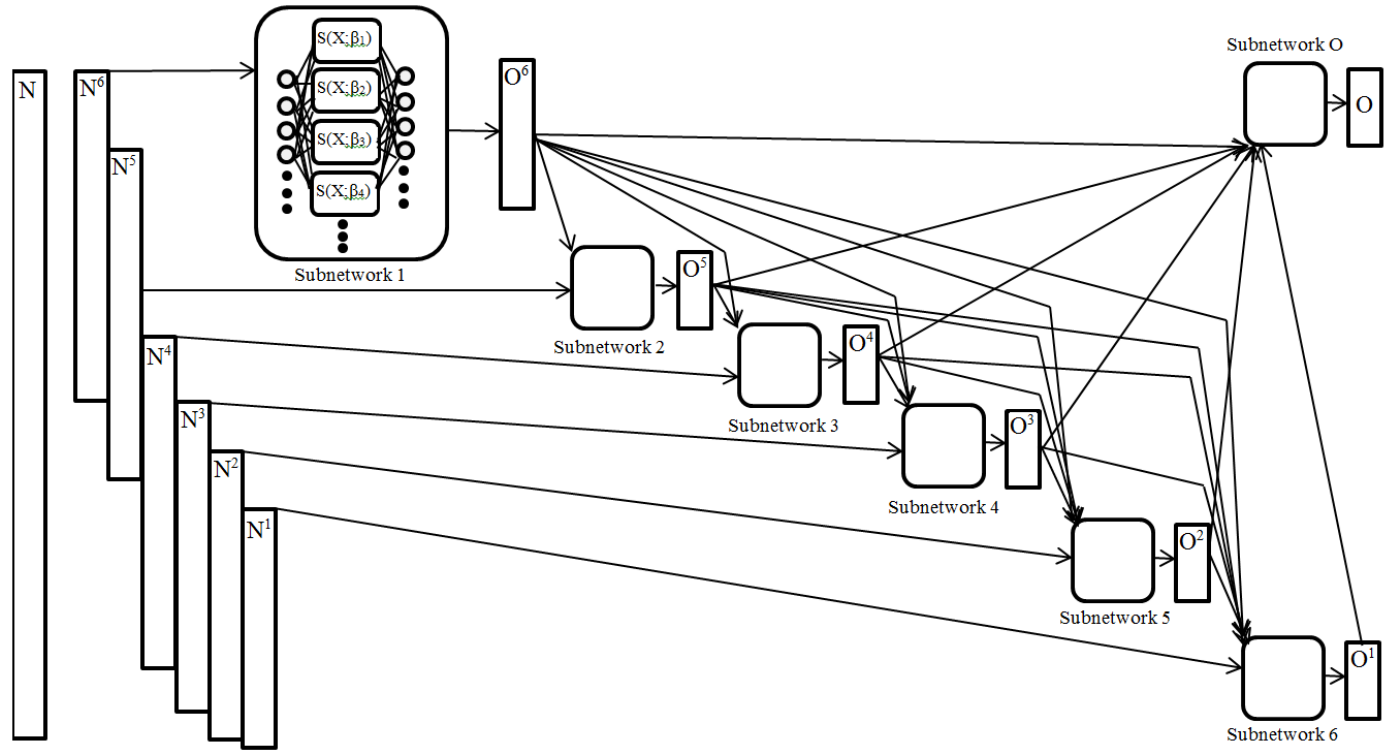 Subnetwork O
S(X;β₁)
N
N⁶
O⁶
S(X;β₂)
O
S(X;β₃)
N⁵
S(X;β₄)
Subnetwork 1
O⁵
Subnetwork 2
N⁴
O⁴
N³
Subnetwork 3
O³
N²
Subnetwork 4
N¹
O²
Subnetwork 5
O¹
Subnetwork 6